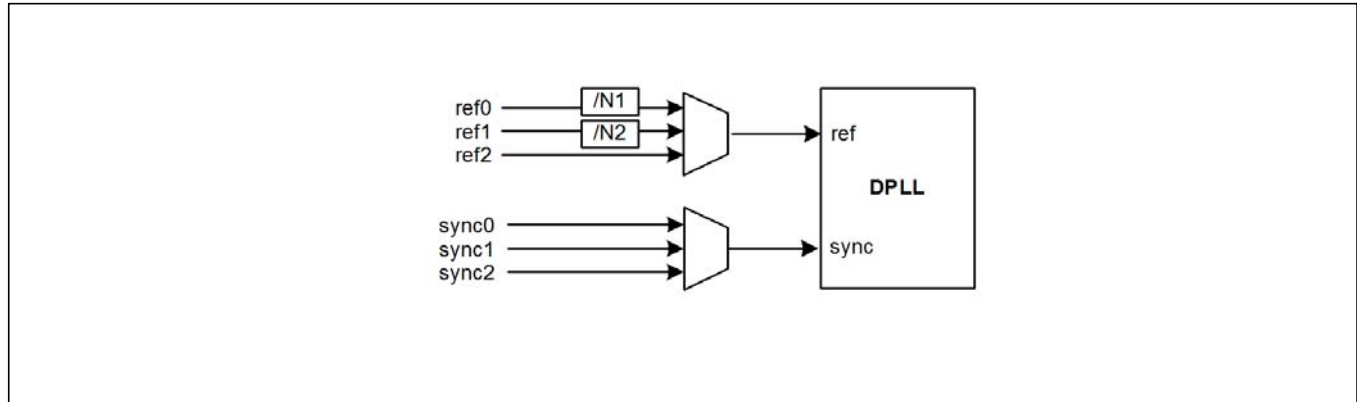 /N1
ref0
/N2
ref1
ref2
ref
DPLL
sync0
sync1
sync2
sync